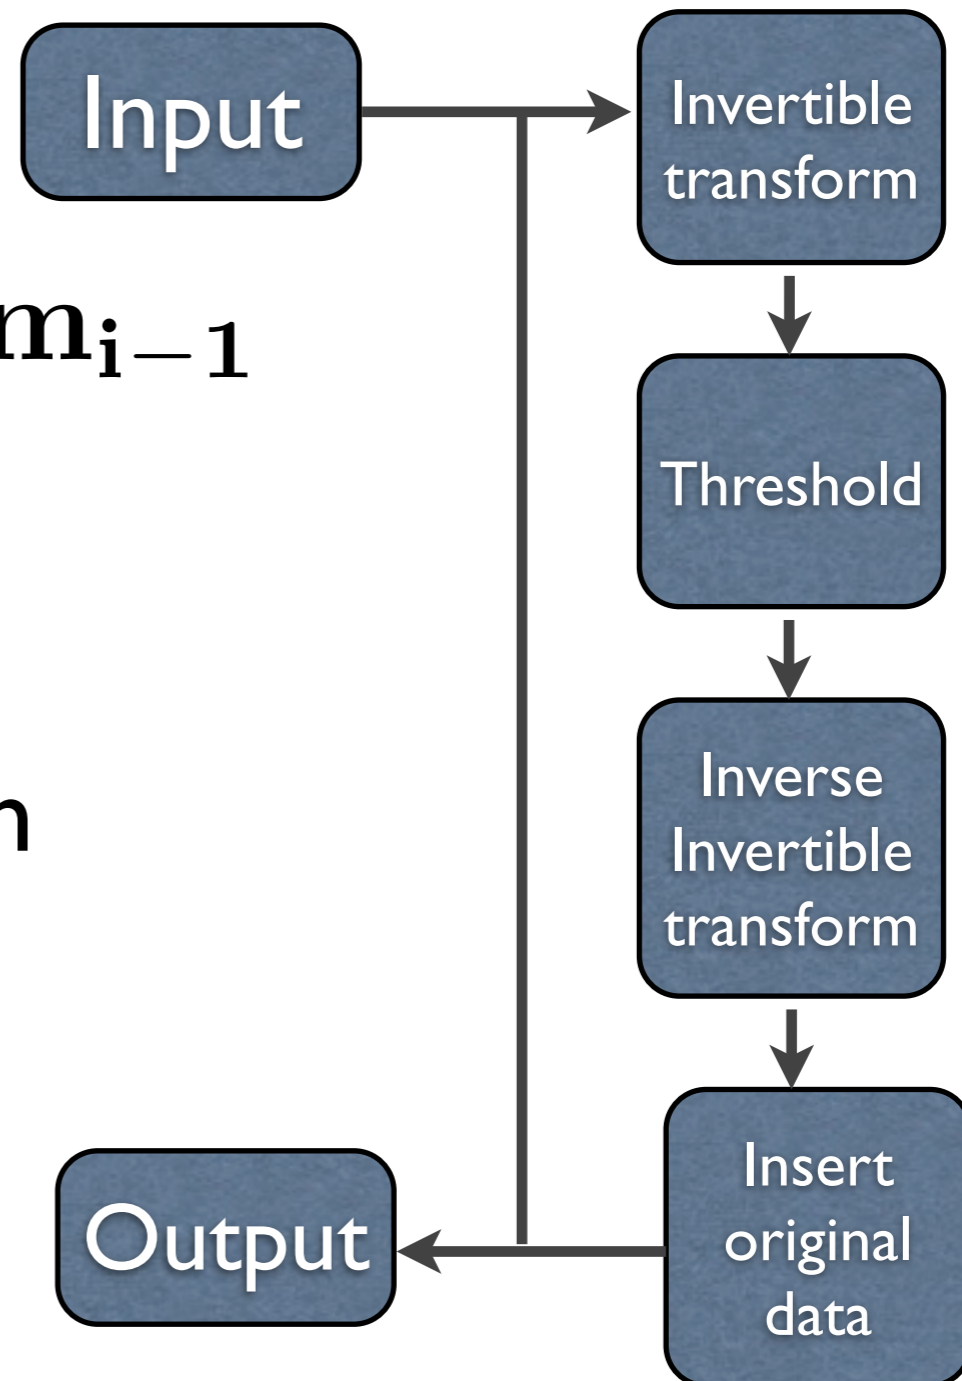 Input
Invertible
transform
m_{i-1}
Threshold
Inverse
Invertible
transform
n
Insert
original
data
Output